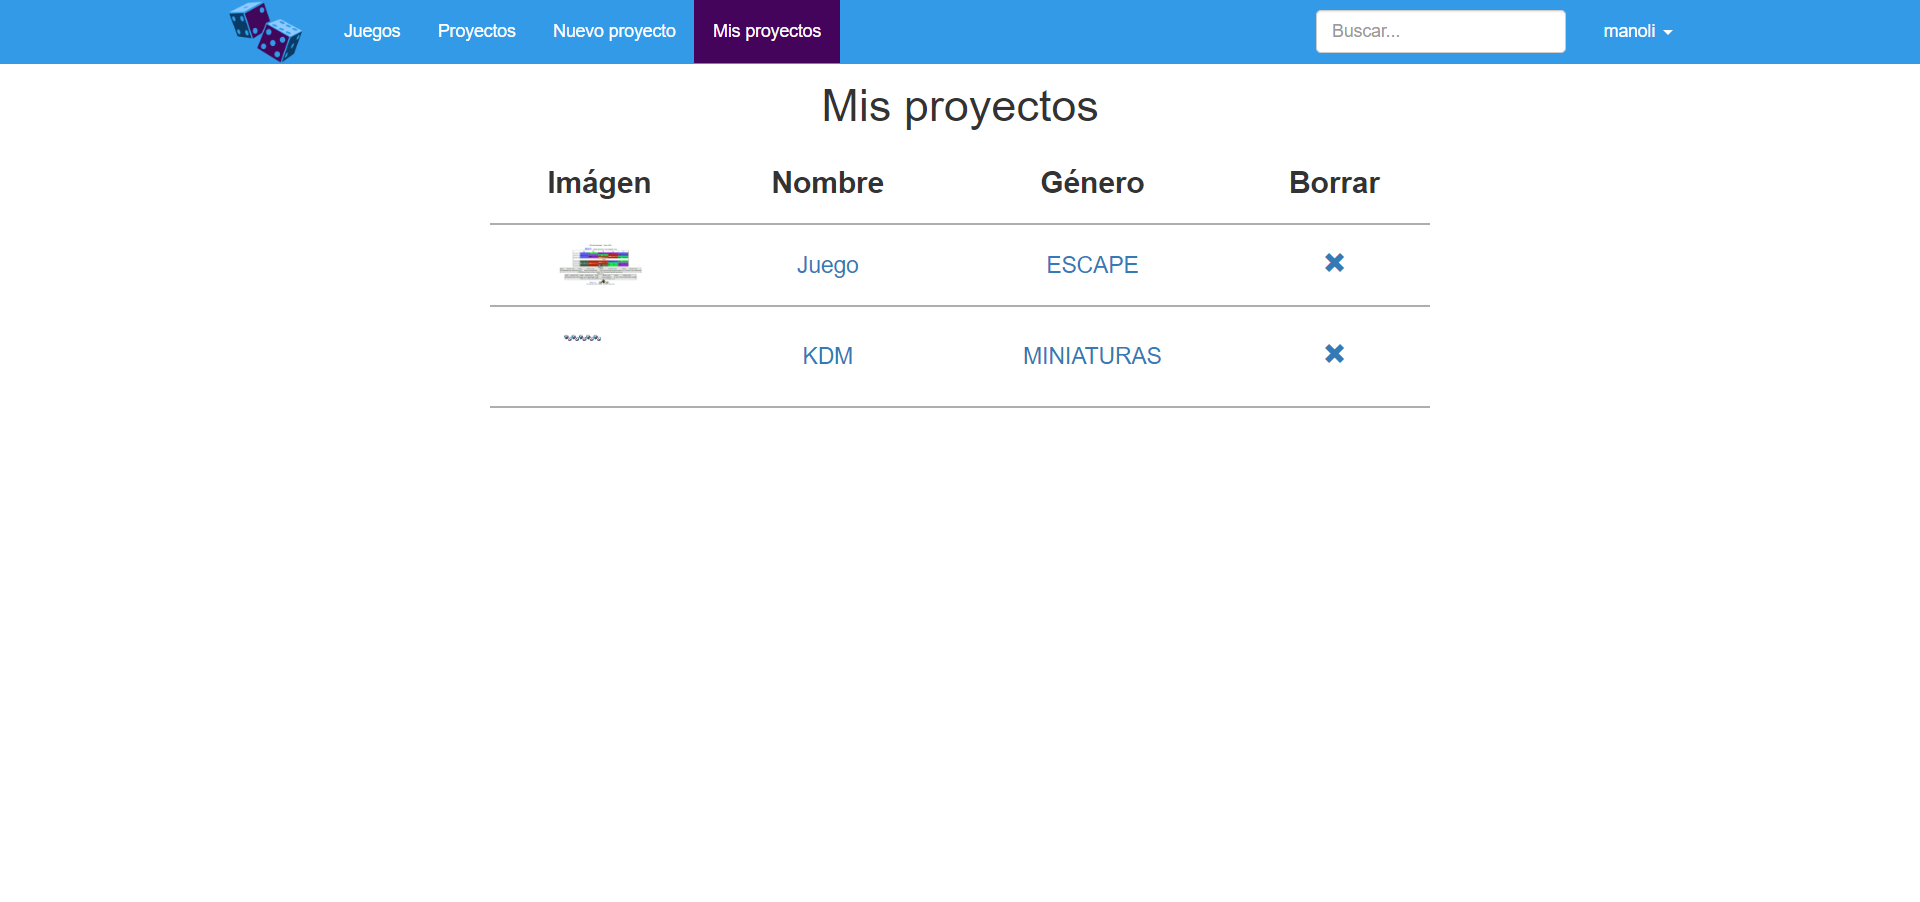 Juegos Proyectos Nuevo proyecto Mis proyectos Buscar... manoli
Mis proyectos
Imágen Nombre Género Borrar
Juego ESCAPE
KDM MINIATURAS